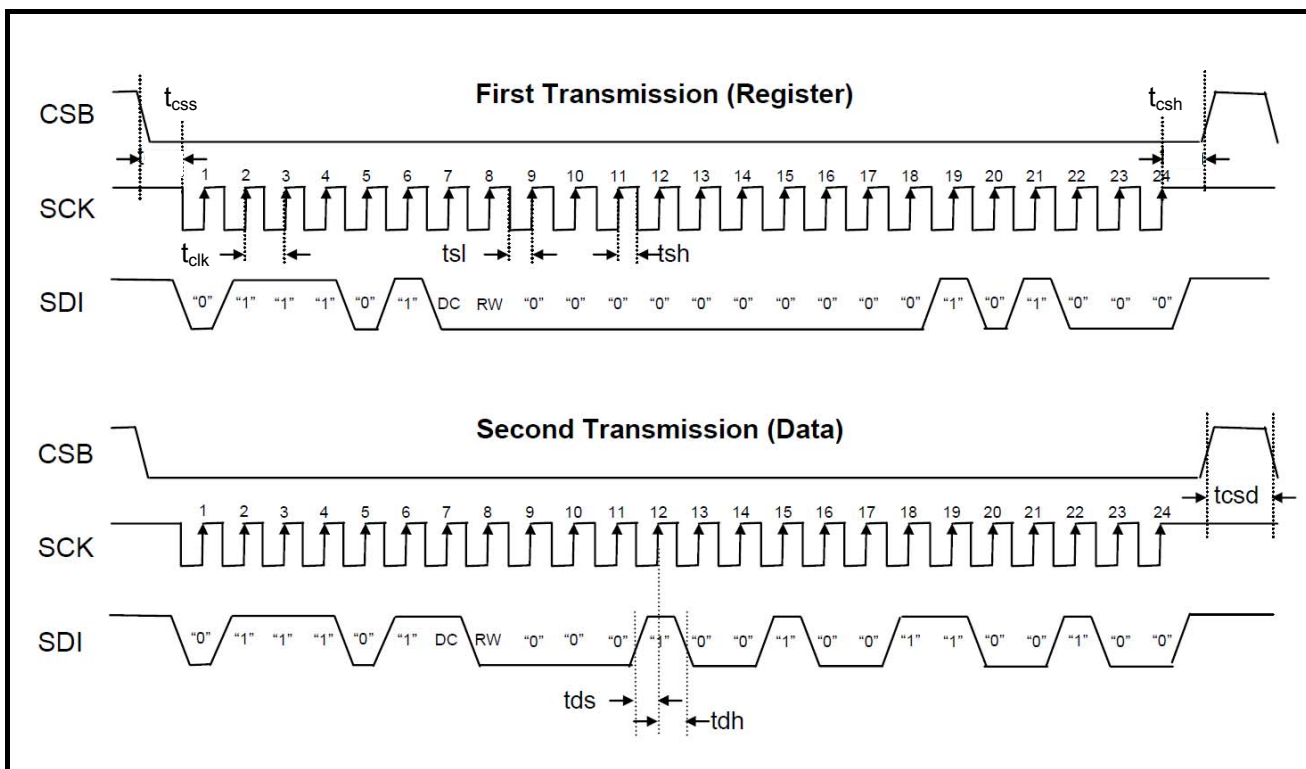 First Transmission (Register)
CSB
tcss
tcsh
SCK
1 2 3 4 5 6 7 8 9 10 11 12 13 14 15 16 17 18 19 20 21 22 23 24
tclk
tsl
tsh
SDI
“0” “1” “1” “1” “0” “1” DC RW “0” “0” “0” “0” “0” “0” “0” “0” “0” “0” “1” “0” “1” “0” “0” “0”
Second Transmission (Data)
CSB
tcsd
SCK
1 2 3 4 5 6 7 8 9 10 11 12 13 14 15 16 17 18 19 20 21 22 23 24
SDI
“0” “1” “1” “1” “0” “1” DC RW “0” “0” “0” “1” “0” “0” “1” “0” “0” “1” “1” “0” “0” “1” “0” “0”
tds
tdh